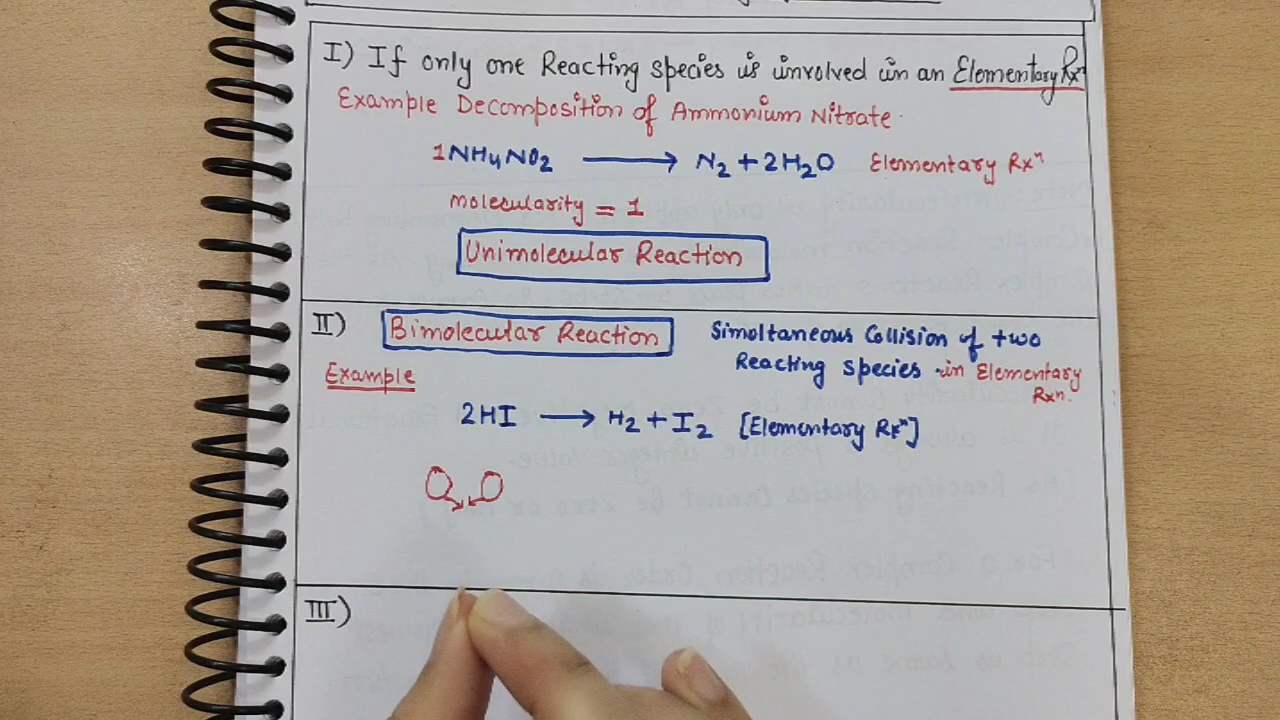 I) If only one Reacting species is involved in an Elementary Rxn
Example Decomposition of Ammonium Nitrate.
1NH4NO2 → N2 + 2H2O Elementary Rxn
molecularity = 1
Unimolecular Reaction
II) Bimolecular Reaction Simoltaneous Collision of two
Reacting species in Elementary
Rxn.
Example
2HI → H2 + I2 [Elementary Rxn]
III)